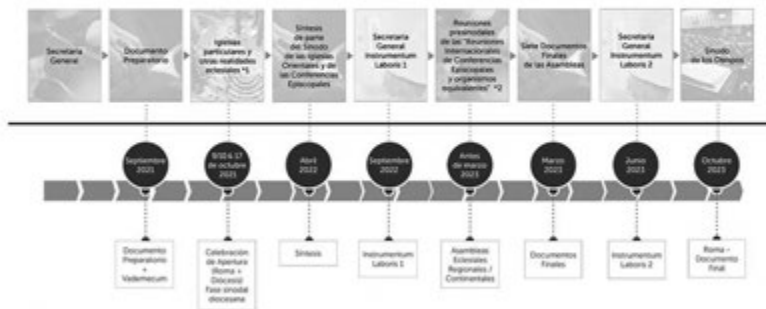 Secretaria
General
Documento
Preparatorio
Iglesias
particulares y
otras realidades
eclesiales *1
Síntesis
de parte
del Sínodo
de las Iglesias
Orientales y de
las Conferencias
Episcopales
Secretaria
General
Instrumentum
Laboris 1
Reuniones
presinodales
de las "Reuniones
Internacionales
de Conferencias
Episcopales
y organismos
equivalentes" *2
Siete Documentos
Finales
de las Asambleas
Secretaria
General
Instrumentum
Laboris 2
Sínodo
de los Obispos
Septiembre
2021
9/10 & 17
de octubre
2021
Abril
2022
Septiembre
2022
Antes
de marzo
2023
Marzo
2023
Junio
2023
Octubre
2023
Documento
Preparatorio
+
Vademecum
Celebración
de Apertura
(Roma +
Diócesis)
Fase sinodal
diocesana
Síntesis
Instrumentum
Laboris 1
Asambleas
Eclesiales
Regionales /
Continentales
Documentos
Finales
Instrumentum
Laboris 2
Roma –
Documento
Final